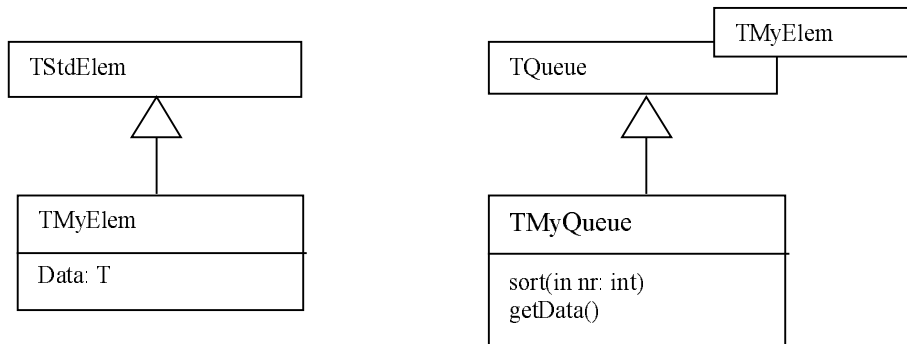 TStdElem
TMyElem
Data: T
TMyElem
TQueue
TMyQueue
sort(in nr: int)
getData()